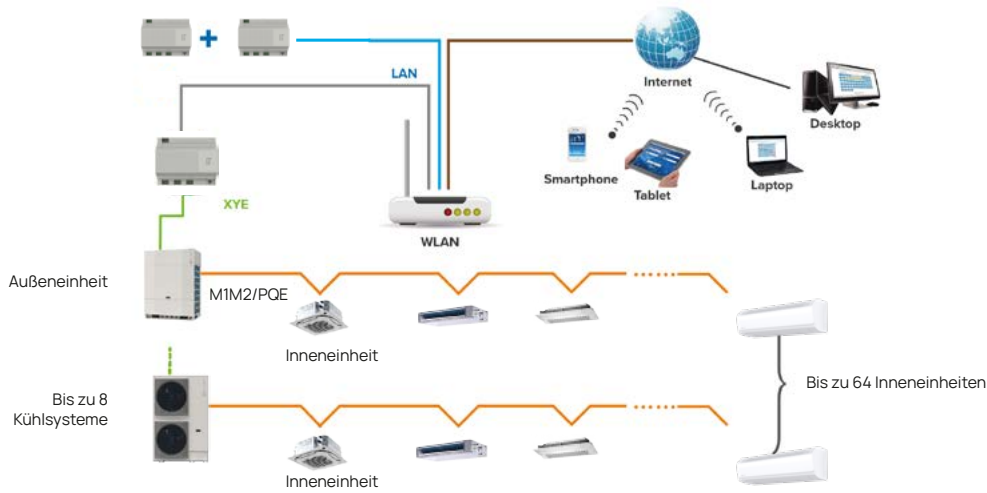 +
LAN
Internet
Desktop
Smartphone
Tablet
Laptop
XYE
WLAN
Außeneinheit
M1M2/PQE
Inneneinheit
Bis zu 64 Inneneinheiten
Bis zu 8
Kühlsysteme
Inneneinheit